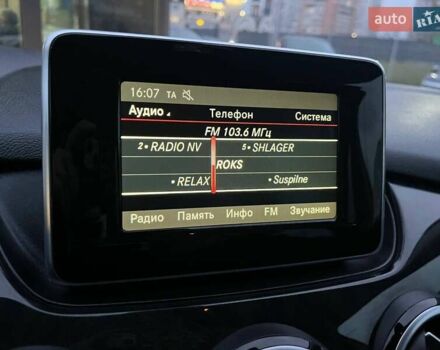 auto RIA
16:07 TA
Аудио Телефон Система
FM 103.6 МГц
2 RADIO NV 5 SHLAGER
ROKS
RELAX Suspilne
Радио Память Инфо FM Звучание